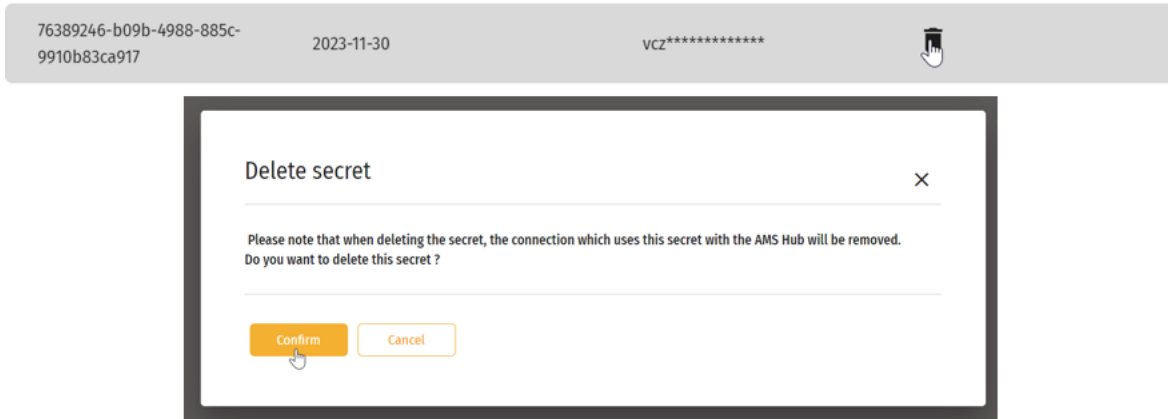 76389246-b09b-4988-885c-
9910b83ca917
2023-11-30
vcz*************
Delete secret
Please note that when deleting the secret, the connection which uses this secret with the AMS Hub will be removed.
Do you want to delete this secret ?
Confirm
Cancel